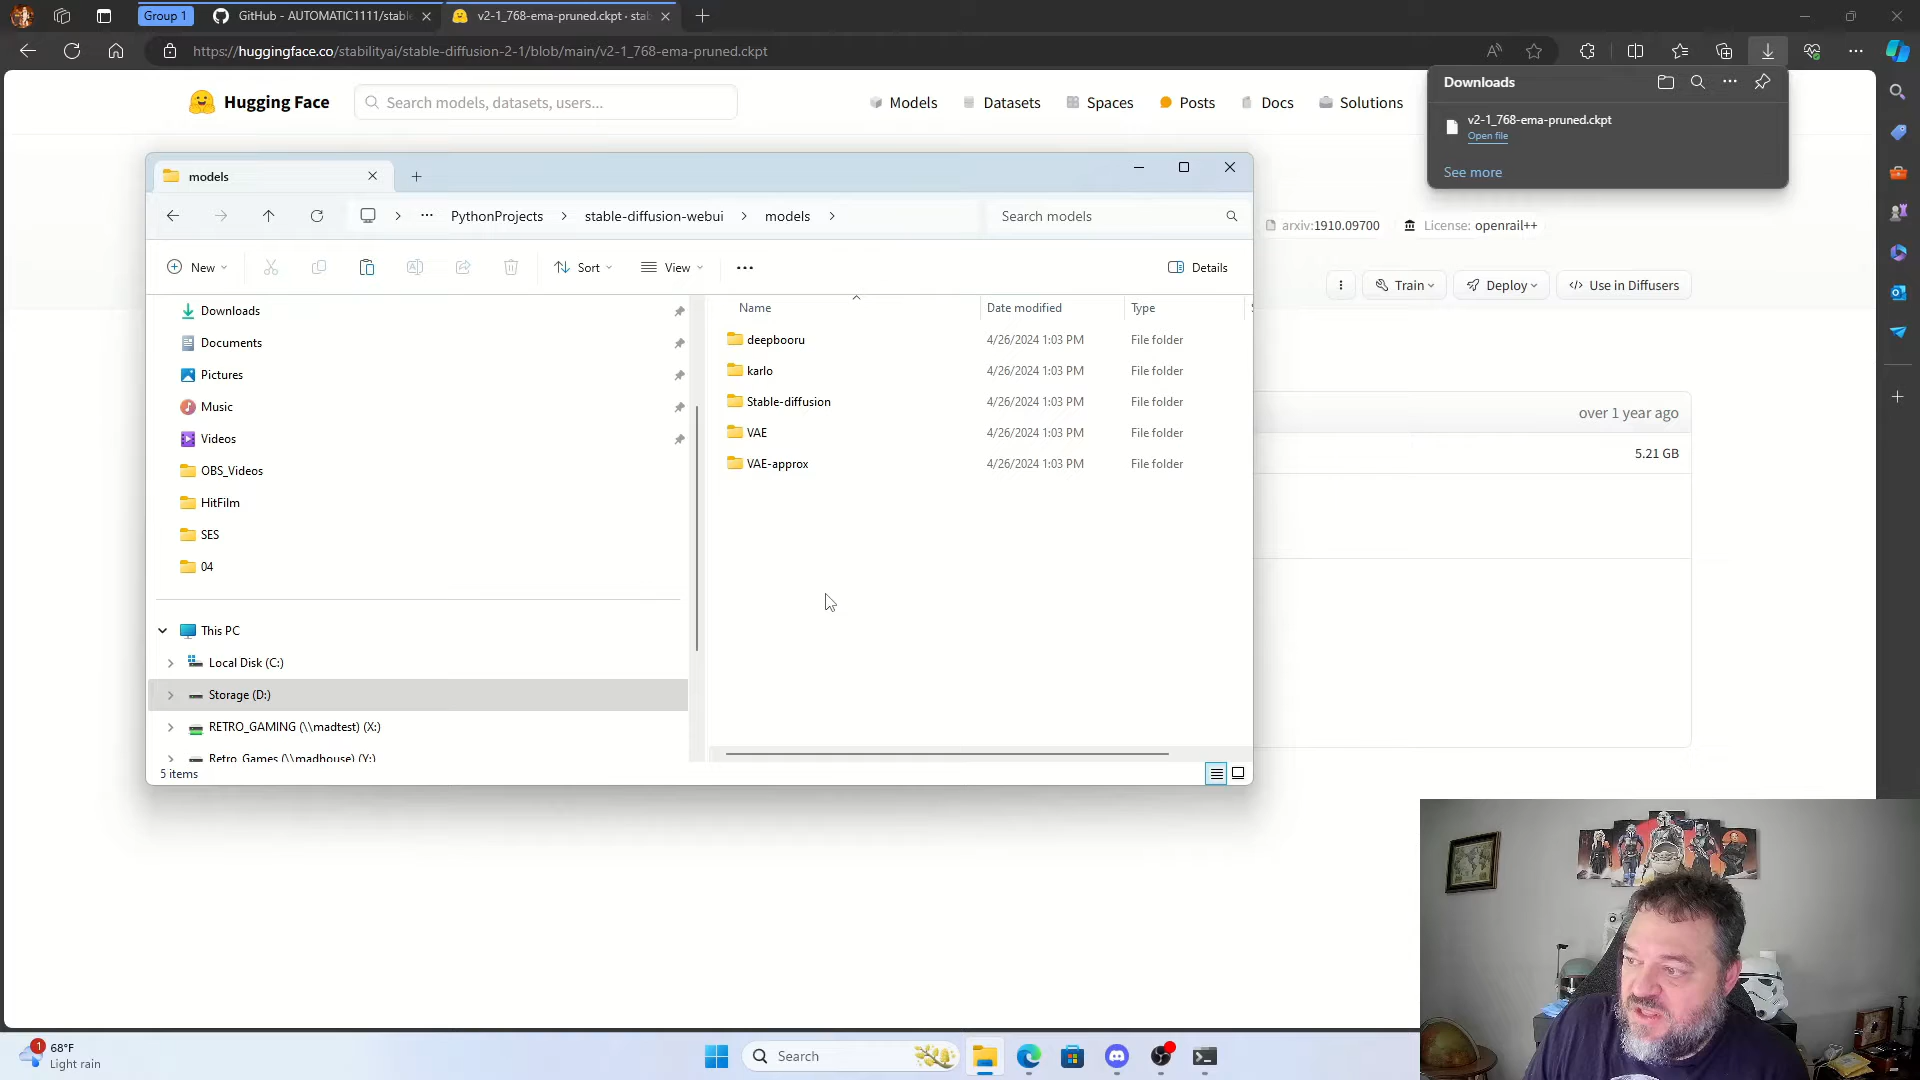 Group 1
GitHub - AUTOMATIC1111/stable
v2-1_768-ema-pruned.ckpt · stab
https://huggingface.co/stabilityai/stable-diffusion-2-1/blob/main/v2-1_768-ema-pruned.ckpt
Hugging Face
Search models, datasets, users...
Models
Datasets
Spaces
Posts
Docs
Solutions
Downloads
v2-1_768-ema-pruned.ckpt
Open file
See more
arxiv:1910.09700
License: openrail++
Train
Deploy
Use in Diffusers
over 1 year ago
5.21 GB
models
PythonProjects
stable-diffusion-webui
models
Search models
New
Sort
View
Details
Downloads
Documents
Pictures
Music
Videos
OBS_Videos
HitFilm
SES
04
This PC
Local Disk (C:)
Storage (D:)
RETRO_GAMING (\\madtest) (X:)
Retro_Games (\\madhouse) (Y:)
Name Date modified Type
deepbooru 4/26/2024 1:03 PM File folder
karlo 4/26/2024 1:03 PM File folder
Stable-diffusion 4/26/2024 1:03 PM File folder
VAE 4/26/2024 1:03 PM File folder
VAE-approx 4/26/2024 1:03 PM File folder
5 items
1
68°F
Light rain
Search